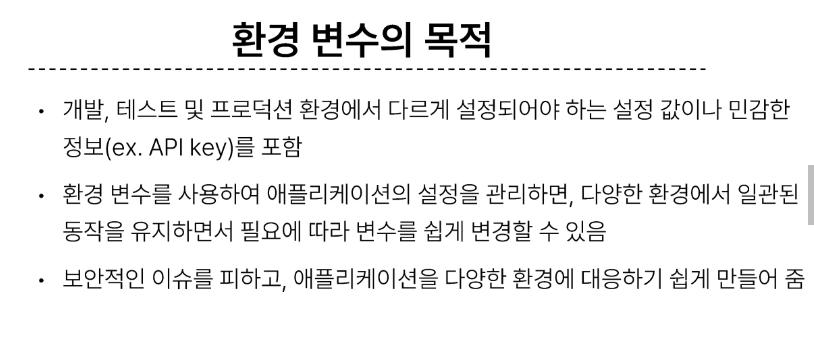 환경 변수의 목적
• 개발, 테스트 및 프로덕션 환경에서 다르게 설정되어야 하는 설정 값이나 민감한
정보(ex. API key)를 포함
• 환경 변수를 사용하여 애플리케이션의 설정을 관리하면, 다양한 환경에서 일관된
동작을 유지하면서 필요에 따라 변수를 쉽게 변경할 수 있음
• 보안적인 이슈를 피하고, 애플리케이션을 다양한 환경에 대응하기 쉽게 만들어 줌